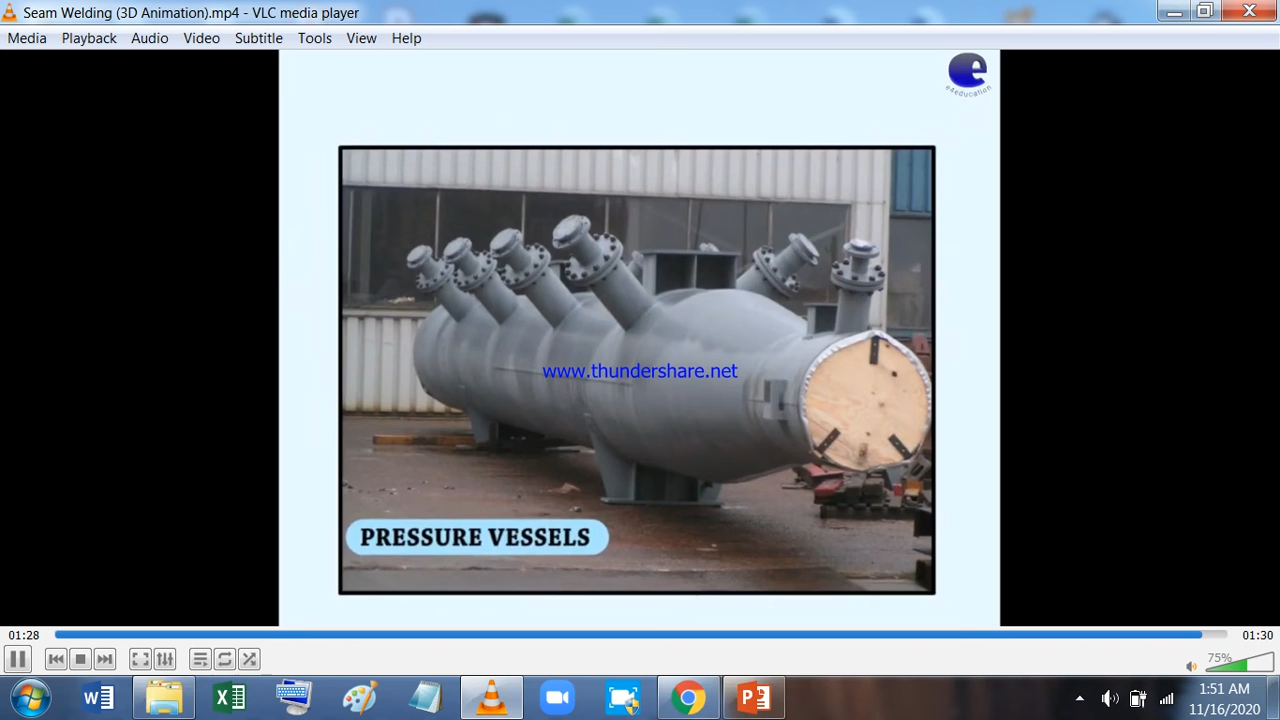 Seam Welding (3D Animation).mp4 - VLC media player
Media Playback Audio Video Subtitle Tools View Help
e
e4education
www.thundershare.net
PRESSURE VESSELS
01:28
01:30
75%
1:51 AM
11/16/2020